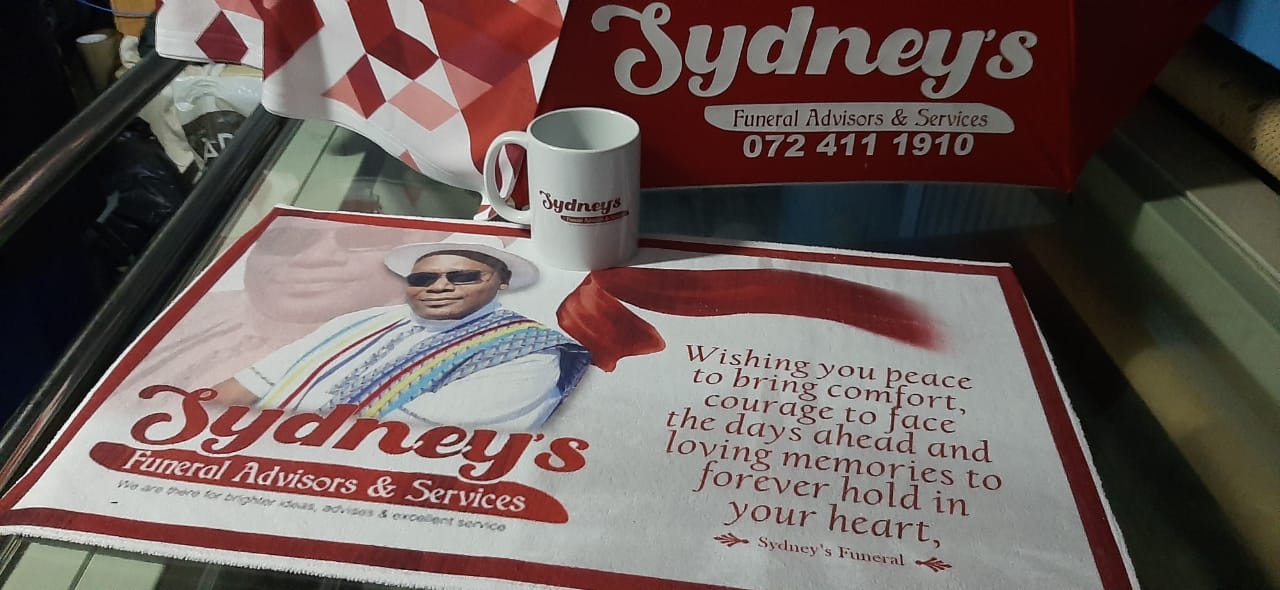 Sydney's
Funeral Advisors & Services
072 411 1910
Sydney's
Sydney's
Funeral Advisors & Services
We are there for brighter ideas, advises & excellent service
Wishing you peace
to bring comfort,
courage to face
the days ahead and
loving memories to
forever hold in
your heart,
Sydney's Funeral